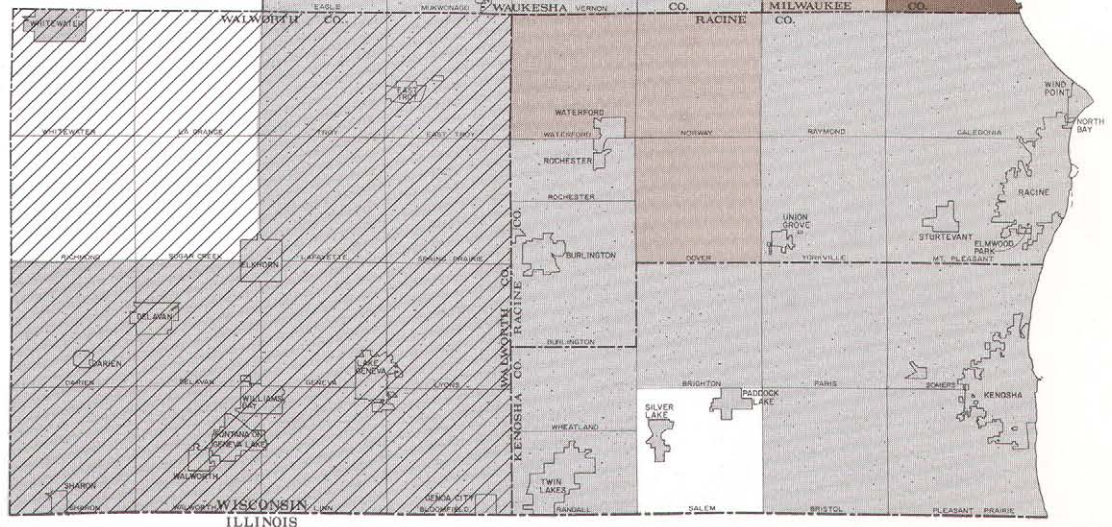 EAGLE
MUKWONAGO
WAUKESHA
VERNON
CO.
MILWAUKEE
CO.
WALWORTH CO.
RACINE CO.
WHITEWATER
EAST
TROY
WIND
POINT
NORTH
BAY
WATERFORD
WHITEWATER
LA GRANGE
TROY
EAST TROY
WATERFORD
NORWAY
RAYMOND
CALEDONIA
ROCHESTER
ROCHESTER
RACINE
UNION
GROVE
STURTEVANT
ELMWOOD
PARK
ELKHORN
BURLINGTON
RICHMOND
SUGAR CREEK
LAFAYETTE
SPRING PRAIRIE
DOVER
YORKVILLE
MT. PLEASANT
WALWORTH CO.
RACINE CO.
KENOSHA CO.
DELAVAN
BURLINGTON
DARIEN
LAKE
GENEVA
DARIEN
DELAVAN
GENEVA
LYONS
BRIGHTON
PARIS
SOMERS
WILLIAMS
BAY
PADDOCK
LAKE
KENOSHA
SILVER
LAKE
FONTANA ON
GENEVA LAKE
WHEATLAND
WALWORTH
TWIN
LAKES
SHARON
GENOA CITY
SHARON
WALWORTH
LINN
BLOOMFIELD
RANDALL
SALEM
BRISTOL
PLEASANT PRAIRIE
WISCONSIN
ILLINOIS